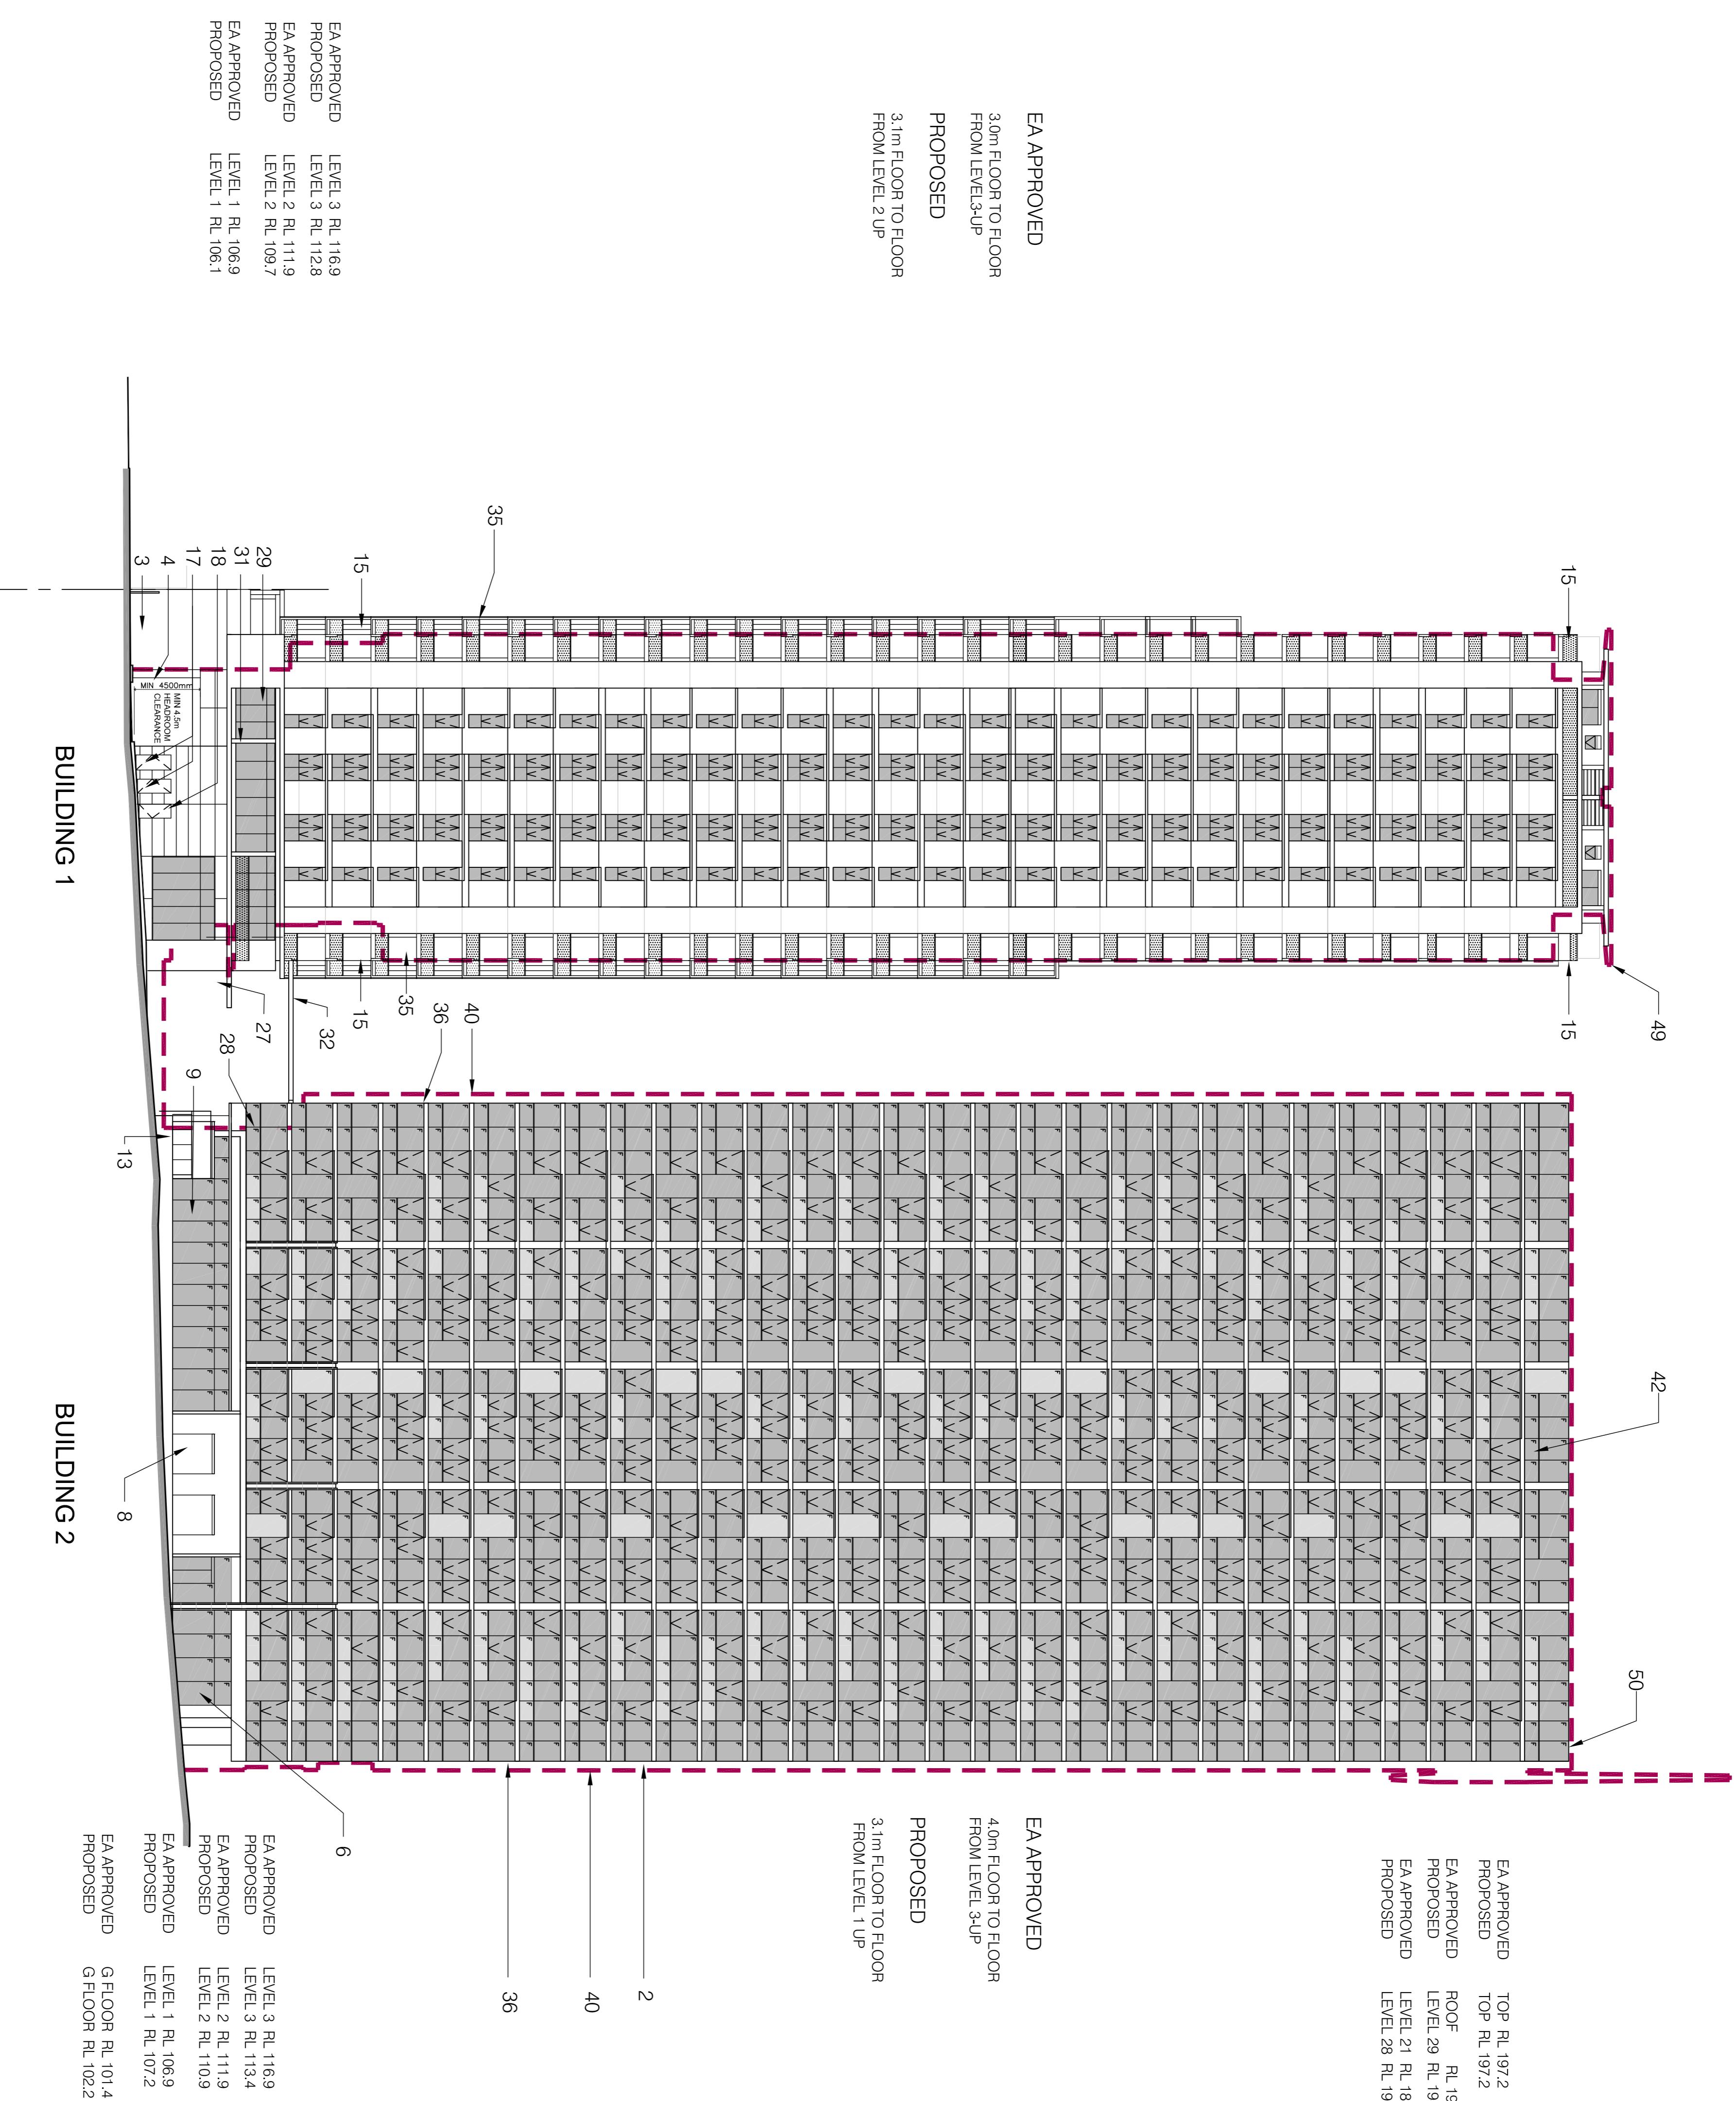 49
50
42
15
15
EA APPROVED TOP RL 197.2
PROPOSED TOP RL 197.2
EA APPROVED ROOF RL 19
PROPOSED LEVEL 29 RL 19
EA APPROVED LEVEL 21 RL 18
PROPOSED LEVEL 28 RL 19
EA APPROVED
3.0m FLOOR TO FLOOR
FROM LEVEL3-UP
PROPOSED
3.1m FLOOR TO FLOOR
FROM LEVEL 2 UP
EA APPROVED
4.0m FLOOR TO FLOOR
FROM LEVEL 3-UP
PROPOSED
3.1m FLOOR TO FLOOR
FROM LEVEL 1 UP
2
40
36
35
40
36
35
15
15
32
27
28
EA APPROVED LEVEL 3 RL 116.9
PROPOSED LEVEL 3 RL 112.8
EA APPROVED LEVEL 2 RL 111.9
PROPOSED LEVEL 2 RL 109.7
EA APPROVED LEVEL 1 RL 106.9
PROPOSED LEVEL 1 RL 106.1
29
31
18
17
4
3
MIN 4500mm
MIN 4.5m
HEADROOM
CLEARANCE
9
13
8
6
EA APPROVED LEVEL 3 RL 116.9
PROPOSED LEVEL 3 RL 113.4
EA APPROVED LEVEL 2 RL 111.9
PROPOSED LEVEL 2 RL 110.9
EA APPROVED LEVEL 1 RL 106.9
PROPOSED LEVEL 1 RL 107.2
EA APPROVED G FLOOR RL 101.4
PROPOSED G FLOOR RL 102.2
BUILDING 1
BUILDING 2